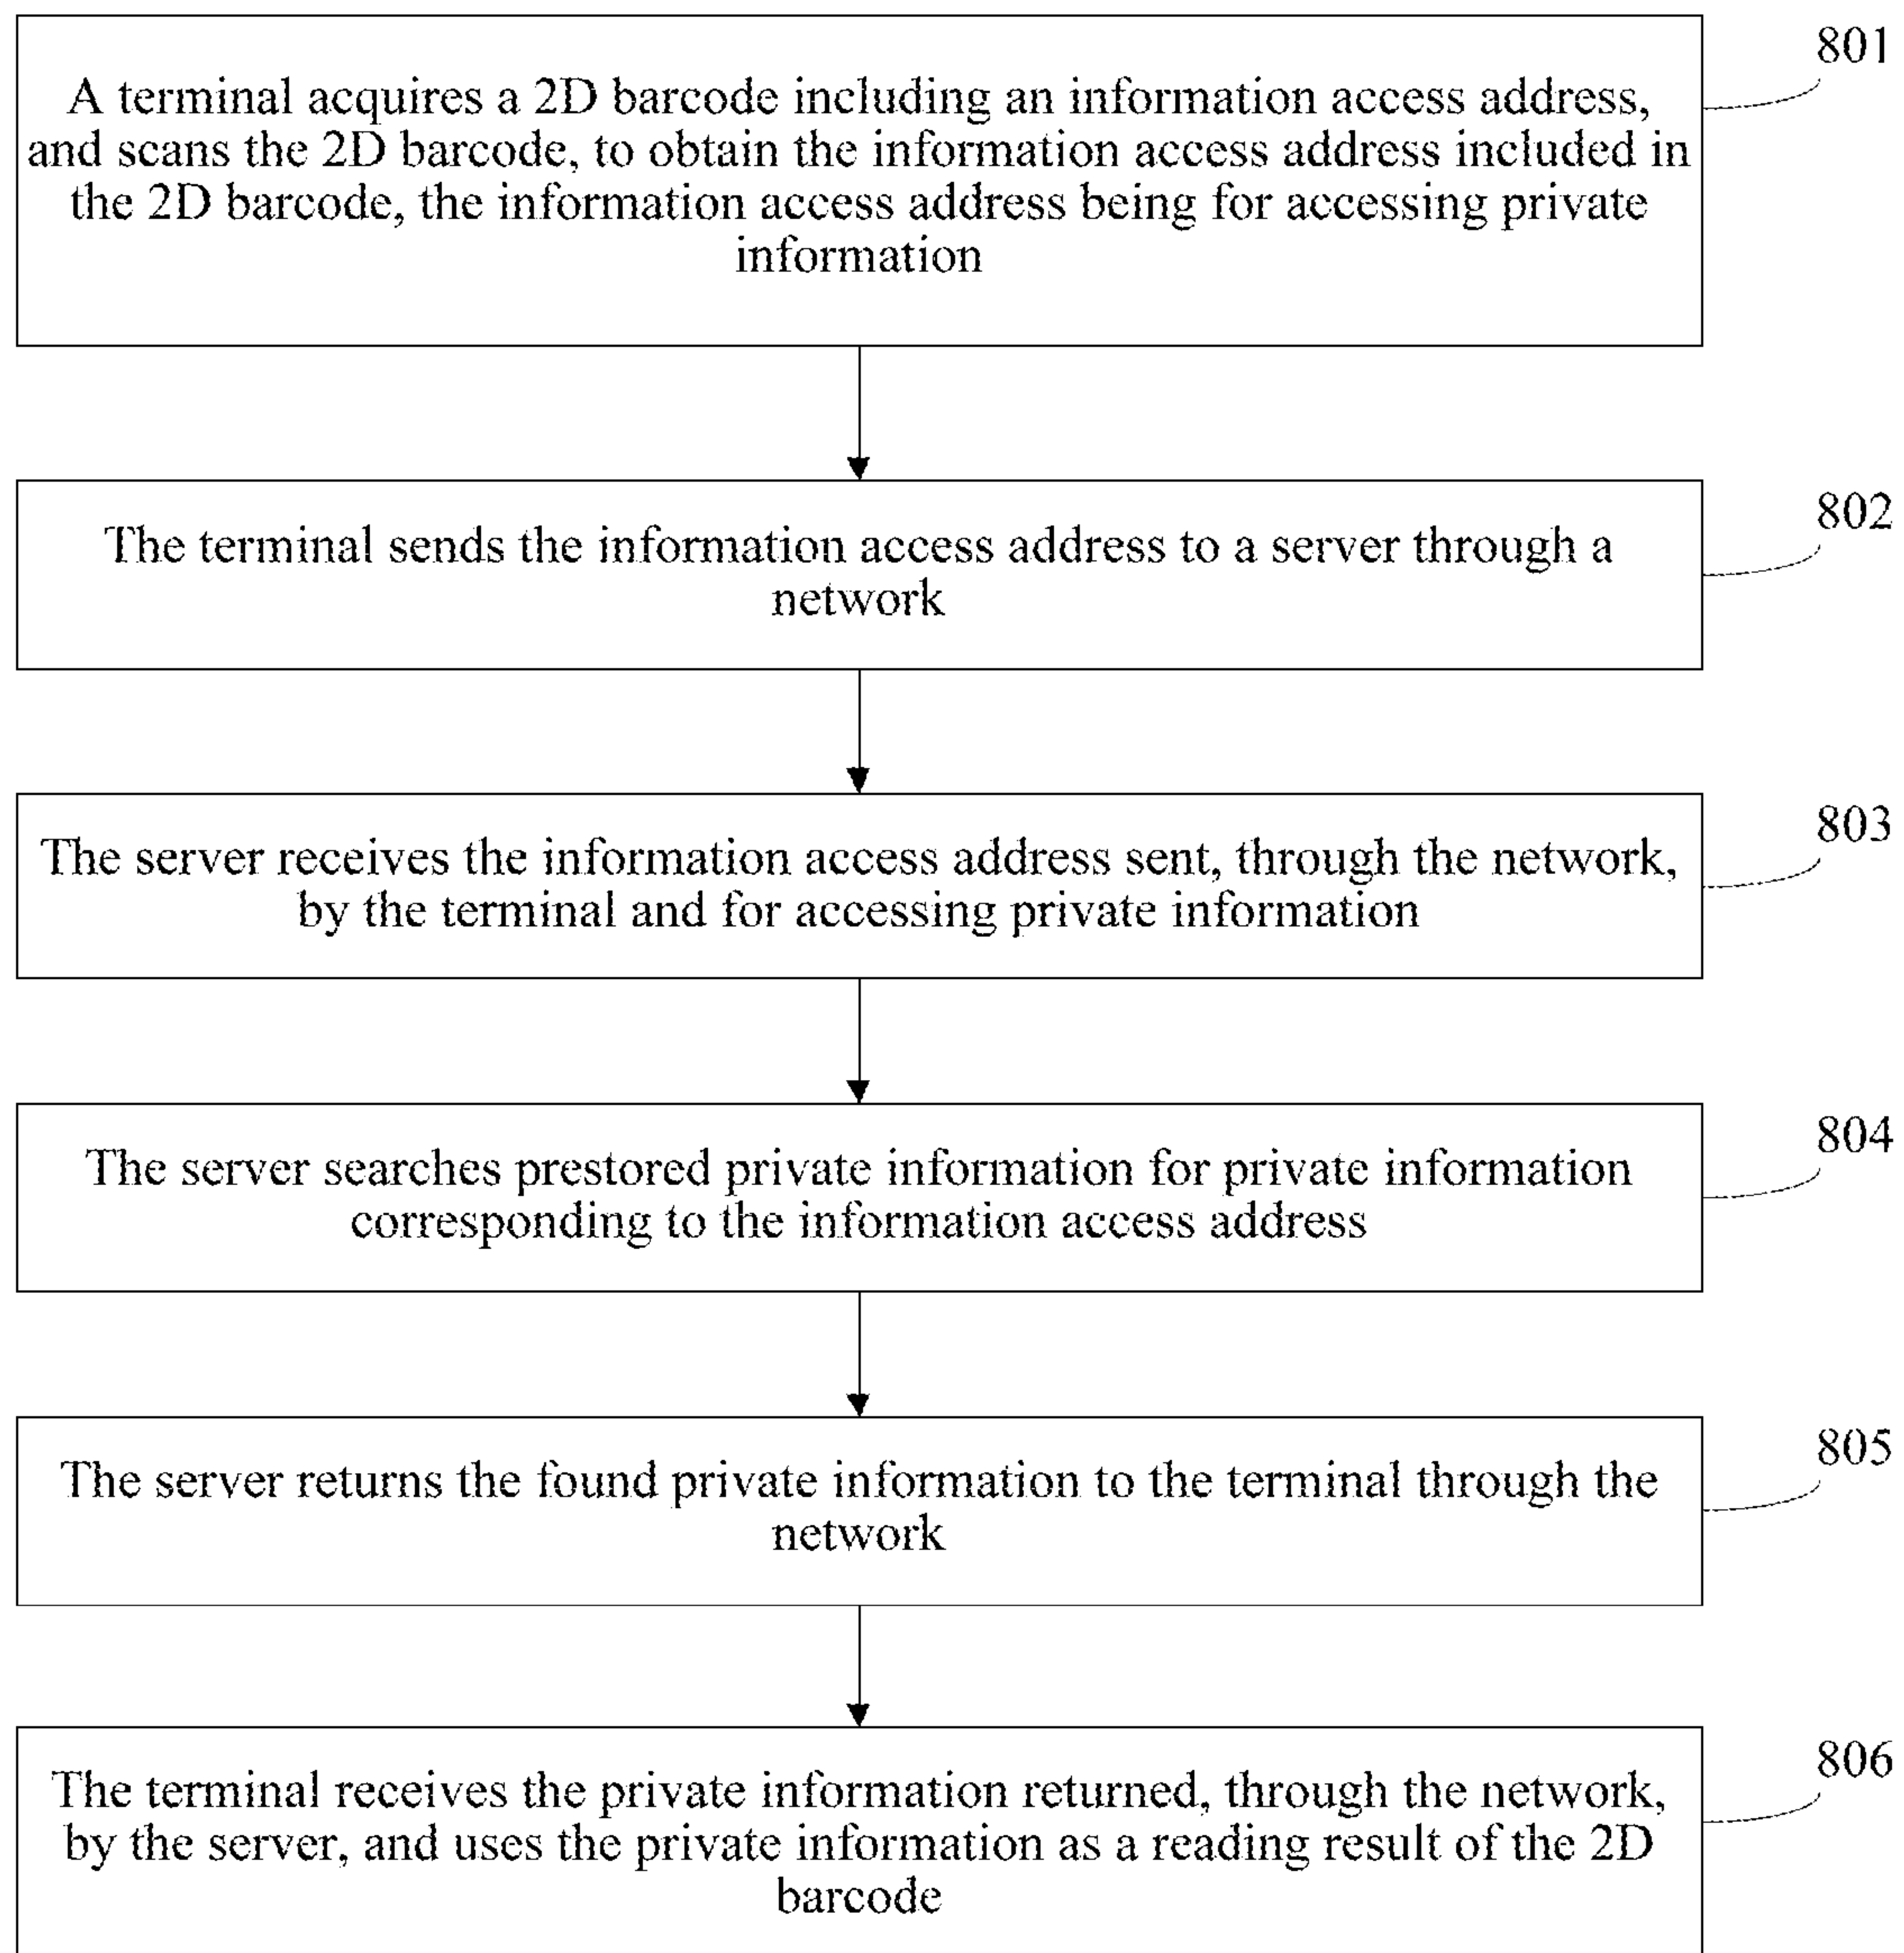 801
A terminal acquires a 2D barcode including an information access address,
and scans the 2D barcode, to obtain the information access address included in
the 2D barcode, the information access address being for accessing private
information
802
The terminal sends the information access address to a server through a
network
803
The server receives the information access address sent, through the network,
by the terminal and for accessing private information
804
The server searches prestored private information for private information
corresponding to the information access address
805
The server returns the found private information to the terminal through the
network
806
The terminal receives the private information returned, through the network,
by the server, and uses the private information as a reading result of the 2D
barcode